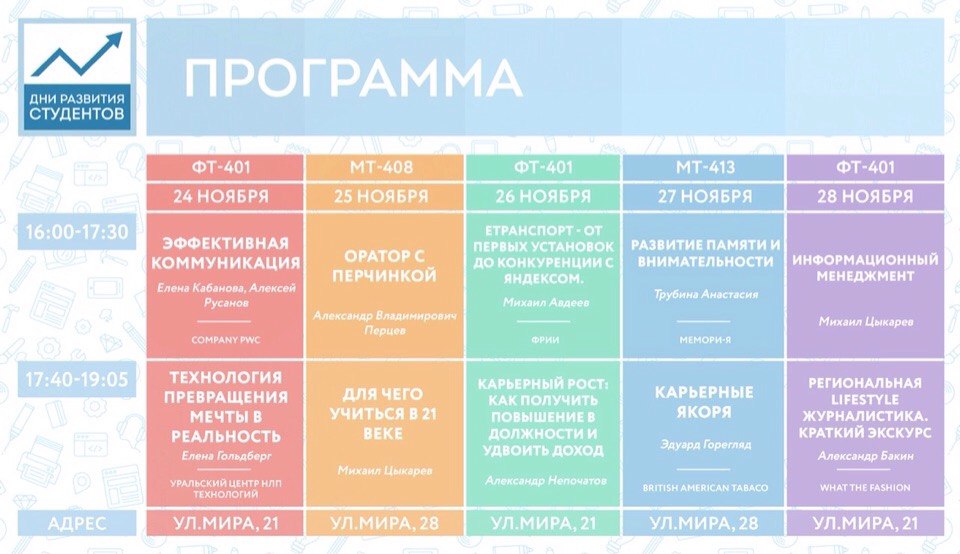 ДНИ РАЗВИТИЯ
СТУДЕНТОВ
ПРОГРАММА
ФТ-401
МТ-408
ФТ-401
МТ-413
ФТ-401
24 НОЯБРЯ
25 НОЯБРЯ
26 НОЯБРЯ
27 НОЯБРЯ
28 НОЯБРЯ
16:00-17:30
ЭФФЕКТИВНАЯ
КОММУНИКАЦИЯ
Елена Кабанова, Алексей
Русанов
COMPANY PWC
ОРАТОР С
ПЕРЧИНКОЙ
Александр Владимирович
Перцев
ЕТРАНСПОРТ - ОТ
ПЕРВЫХ УСТАНОВОК
ДО КОНКУРЕНЦИИ С
ЯНДЕКСОМ.
Михаил Авдеев
ФРИИ
РАЗВИТИЕ ПАМЯТИ И
ВНИМАТЕЛЬНОСТИ
Трубина Анастасия
МЕМОРИ-Я
ИНФОРМАЦИОННЫЙ
МЕНЕДЖМЕНТ
Михаил Цыкарев
17:40-19:05
ТЕХНОЛОГИЯ
ПРЕВРАЩЕНИЯ
МЕЧТЫ В
РЕАЛЬНОСТЬ
Елена Гольдберг
УРАЛЬСКИЙ ЦЕНТР НЛП
ТЕХНОЛОГИЙ
ДЛЯ ЧЕГО
УЧИТЬСЯ В 21
ВЕКЕ
Михаил Цыкарев
КАРЬЕРНЫЙ РОСТ:
КАК ПОЛУЧИТЬ
ПОВЫШЕНИЕ В
ДОЛЖНОСТИ И
УДВОИТЬ ДОХОД
Александр Непочатов
КАРЬЕРНЫЕ
ЯКОРЯ
Эдуард Горегляд
BRITISH AMERICAN TABACO
РЕГИОНАЛЬНАЯ
LIFESTYLE
ЖУРНАЛИСТИКА.
КРАТКИЙ ЭКСКУРС
Александр Бакин
WHAT THE FASHION
АДРЕС
УЛ.МИРА, 21
УЛ.МИРА, 28
УЛ.МИРА, 21
УЛ.МИРА, 28
УЛ.МИРА, 21